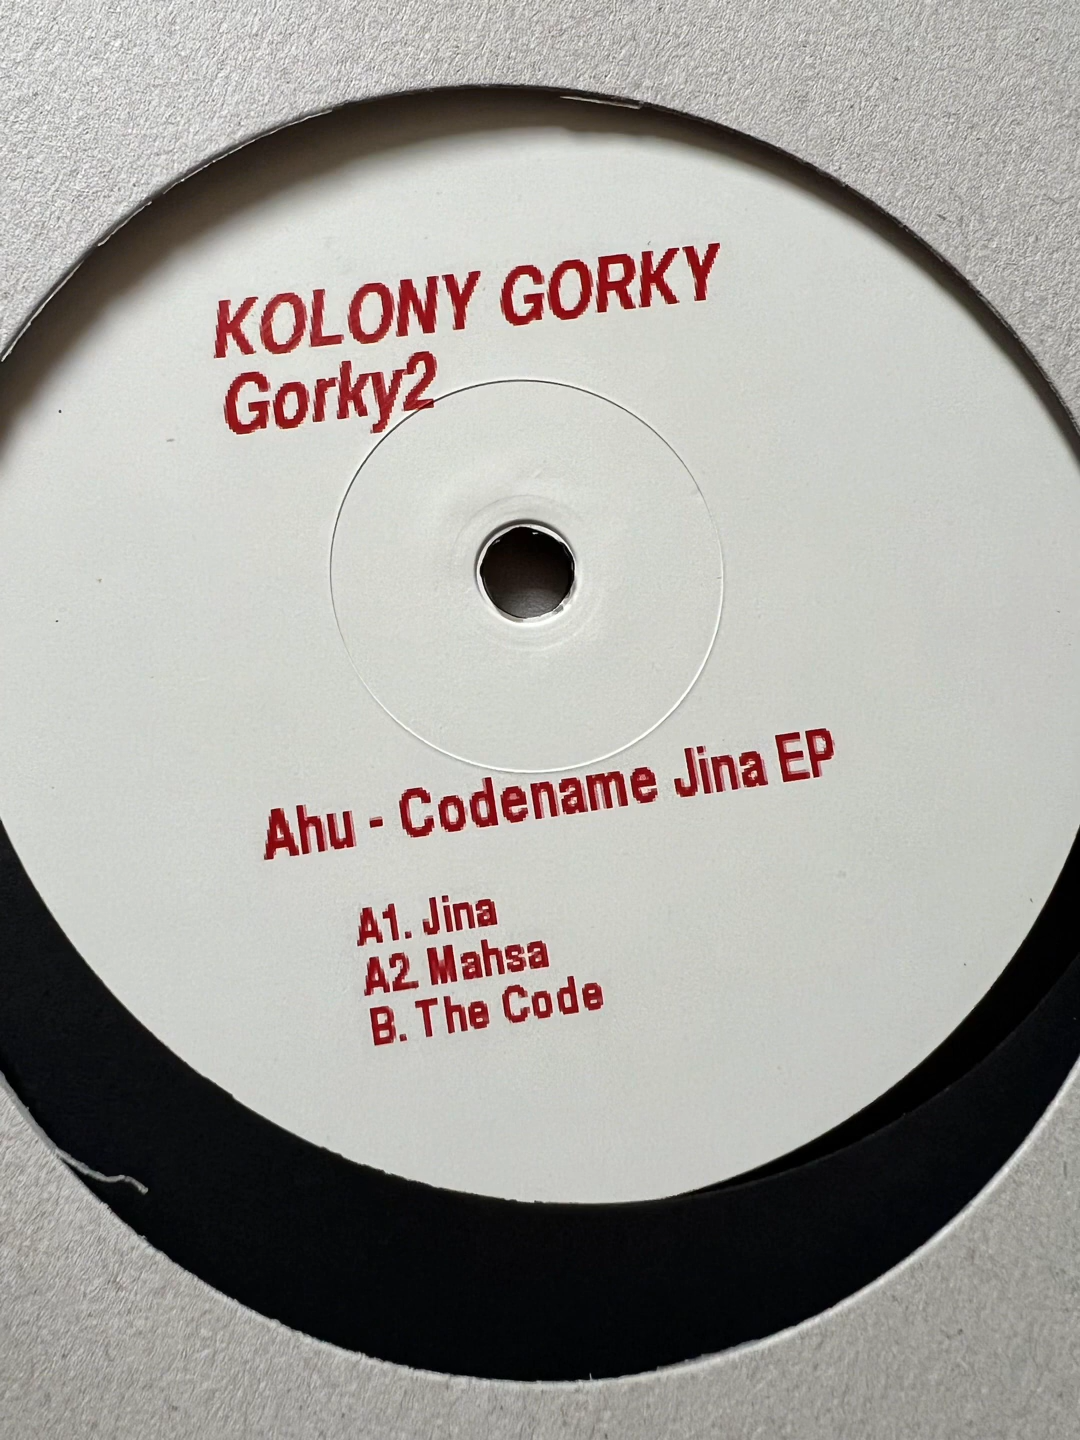 KOLONY GORKY
Gorky2
Ahu - Codename Jina EP
A1. Jina
A2. Mahsa
B. The Code